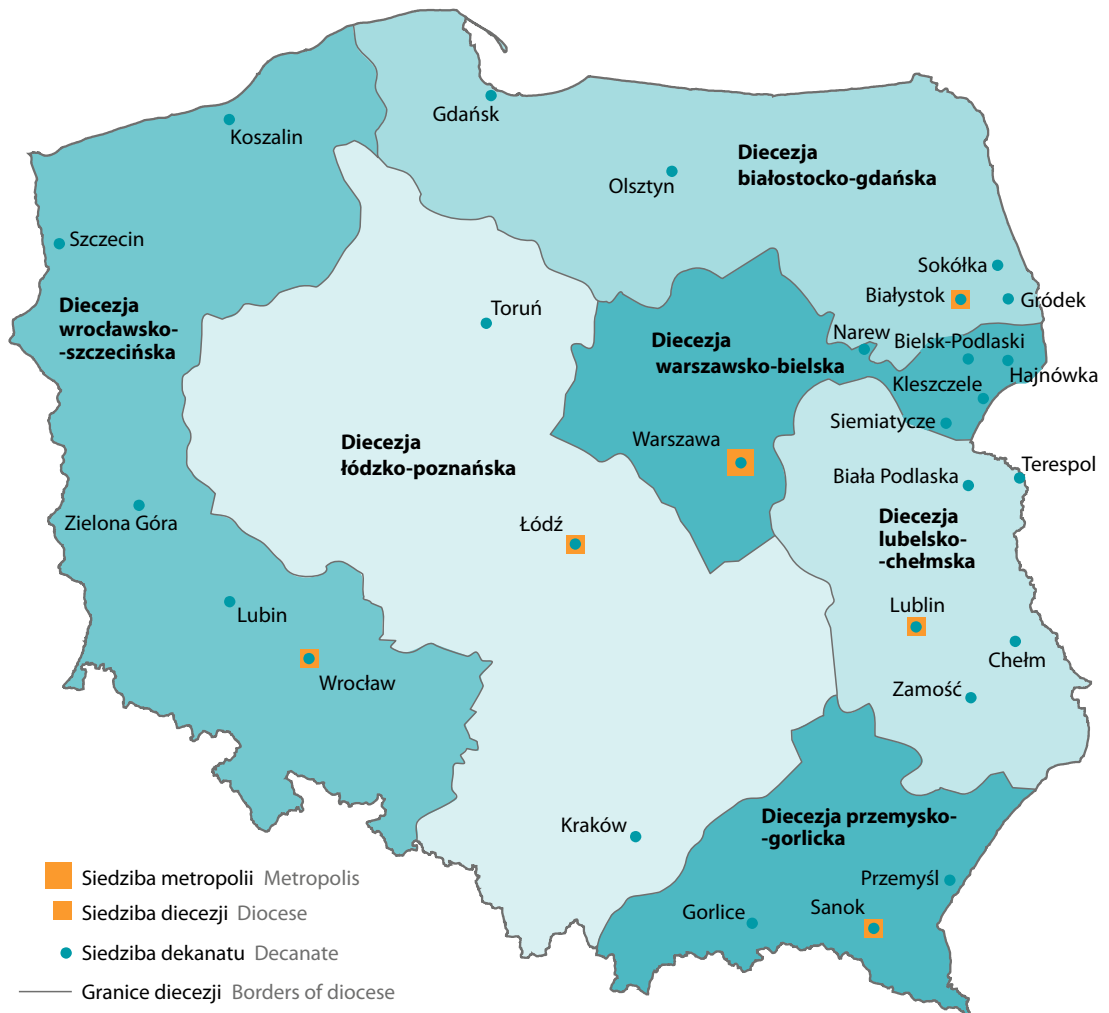 Gdańsk
Koszalin
Diecezja
białostocko-gdańska
Olsztyn
Szczecin
Sokółka
Białystok
Gródek
Diecezja
wrocławsko-
-szczecińska
Toruń
Diecezja
warszawsko-bielska
Narew
Bielsk-Podlaski
Hajnówka
Kleszczele
Siemiatycze
Diecezja
łódzko-poznańska
Warszawa
Terespol
Biała Podlaska
Zielona Góra
Łódź
Diecezja
lubelsko-
-chełmska
Lubin
Lublin
Chełm
Wrocław
Zamość
Kraków
Diecezja przemysko-
-gorlicka
Przemyśl
Gorlice
Sanok
Siedziba metropolii Metropolis
Siedziba diecezji Diocese
Siedziba dekanatu Decanate
Granice diecezji Borders of diocese